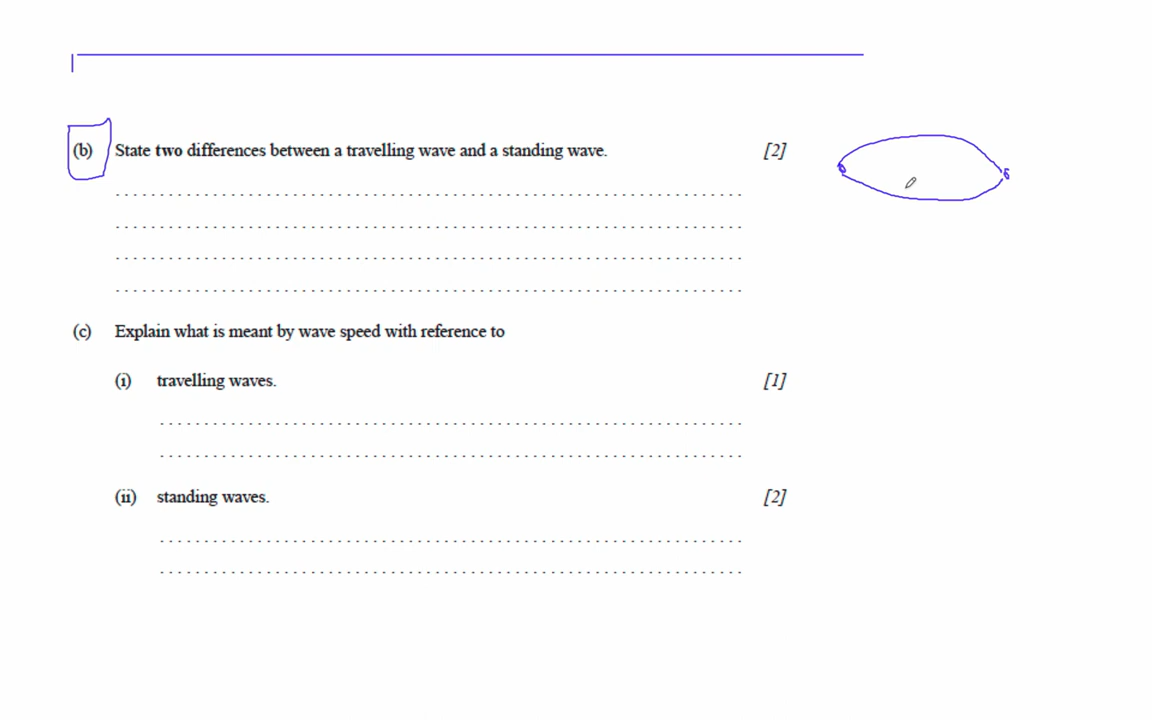 (b) State two differences between a travelling wave and a standing wave. [2]
(c) Explain what is meant by wave speed with reference to
(i) travelling waves. [1]
(ii) standing waves. [2]